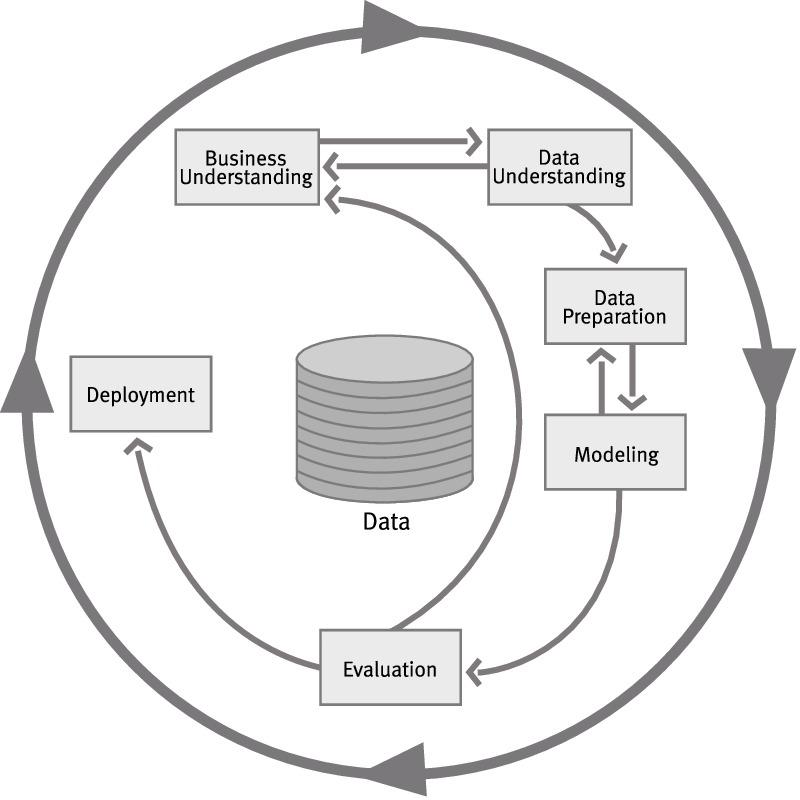 Business
Understanding
Data
Understanding
Data
Preparation
Deployment
Modeling
Data
Evaluation